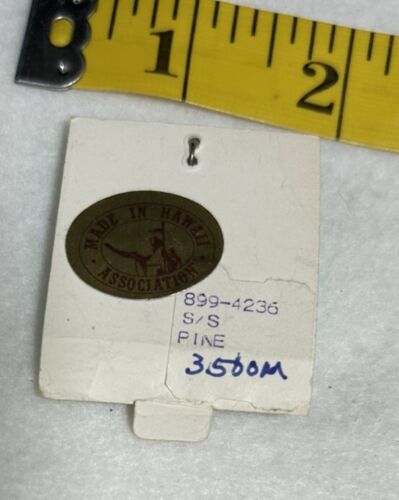 1
2
MADE IN HAWAII
ASSOCIATION
899-4236
S/S
PINE
3500M